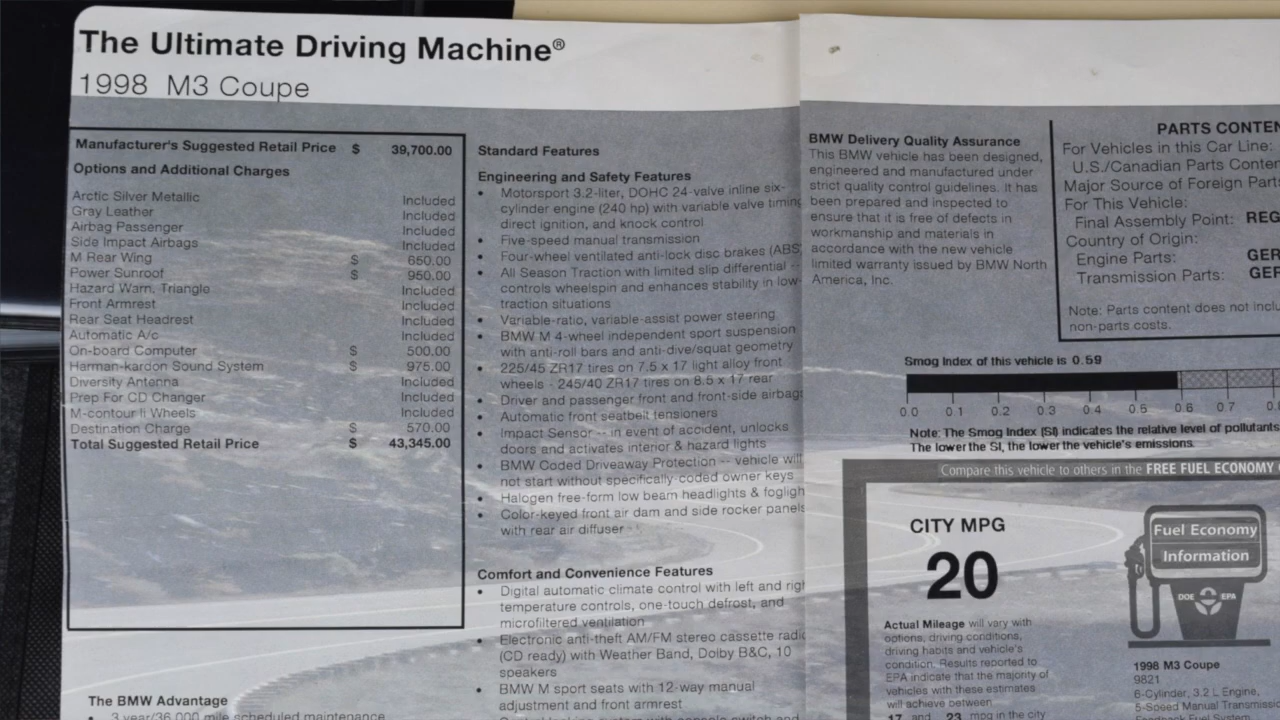 The Ultimate Driving Machine®
1998 M3 Coupe
Manufacturer's Suggested Retail Price $ 39,700.00
Options and Additional Charges
Arctic Silver Metallic Included
Gray Leather Included
Airbag Passenger Included
Side Impact Airbags Included
M Rear Wing $ 650.00
Power Sunroof $ 950.00
Hazard Warn. Triangle Included
Front Armrest Included
Rear Seat Headrest Included
Automatic A/c Included
On-board Computer $ 500.00
Harman-kardon Sound System $ 975.00
Diversity Antenna Included
Prep For CD Changer Included
M-contour Ii Wheels Included
Destination Charge $ 570.00
Total Suggested Retail Price $ 43,345.00
The BMW Advantage
• 3 year/36,000 mile scheduled maintenance
Standard Features
Engineering and Safety Features
• Motorsport 3.2-liter, DOHC 24-valve inline six-
cylinder engine (240 hp) with variable valve timing
direct ignition, and knock control
• Five-speed manual transmission
• Four-wheel ventilated anti-lock disc brakes (ABS)
• All Season Traction with limited slip differential --
controls wheelspin and enhances stability in low-
traction situations
• Variable-ratio, variable-assist power steering
• BMW M 4-wheel independent sport suspension
with anti-roll bars and anti-dive/squat geometry
• 225/45 ZR17 tires on 7.5 x 17 light alloy front
wheels - 245/40 ZR17 tires on 8.5 x 17 rear
• Driver and passenger front and front-side airbags
• Automatic front seatbelt tensioners
• Impact Sensor -- in event of accident, unlocks
doors and activates interior & hazard lights
• BMW Coded Driveaway Protection -- vehicle will
not start without specifically-coded owner keys
• Halogen free-form low beam headlights & fogligh
• Color-keyed front air dam and side rocker panels
with rear air diffuser
Comfort and Convenience Features
• Digital automatic climate control with left and righ
temperature controls, one-touch defrost, and
microfiltered ventilation
• Electronic anti-theft AM/FM stereo cassette radio
(CD ready) with Weather Band, Dolby B&C, 10
speakers
• BMW M sport seats with 12-way manual
adjustment and front armrest
BMW Delivery Quality Assurance
This BMW vehicle has been designed,
engineered and manufactured under
strict quality control guidelines. It has
been prepared and inspected to
ensure that it is free of defects in
workmanship and materials in
accordance with the new vehicle
limited warranty issued by BMW North
America, Inc.
PARTS CONTEN
For Vehicles in this Car Line:
U.S./Canadian Parts Conten
Major Source of Foreign Parts
For This Vehicle:
Final Assembly Point: REG
Country of Origin:
Engine Parts: GER
Transmission Parts: GER
Note: Parts content does not inclu
non-parts costs.
Smog Index of this vehicle is 0.59
0.0 0.1 0.2 0.3 0.4 0.5 0.6 0.7 0.8
Note: The Smog Index (SI) indicates the relative level of pollutants
The lower the SI, the lower the vehicle's emissions.
Compare this vehicle to others in the FREE FUEL ECONOMY G
CITY MPG
20
Fuel Economy
Information
DOE EPA
Actual Mileage will vary with
options, driving conditions,
driving habits and vehicle's
condition. Results reported to
EPA indicate that the majority of
vehicles with these estimates
will achieve between
17 and 23 mpg in the city
1998 M3 Coupe
9821
6-Cylinder, 3.2 L Engine,
5-Speed Manual Transmissio
Feedback Fuel System